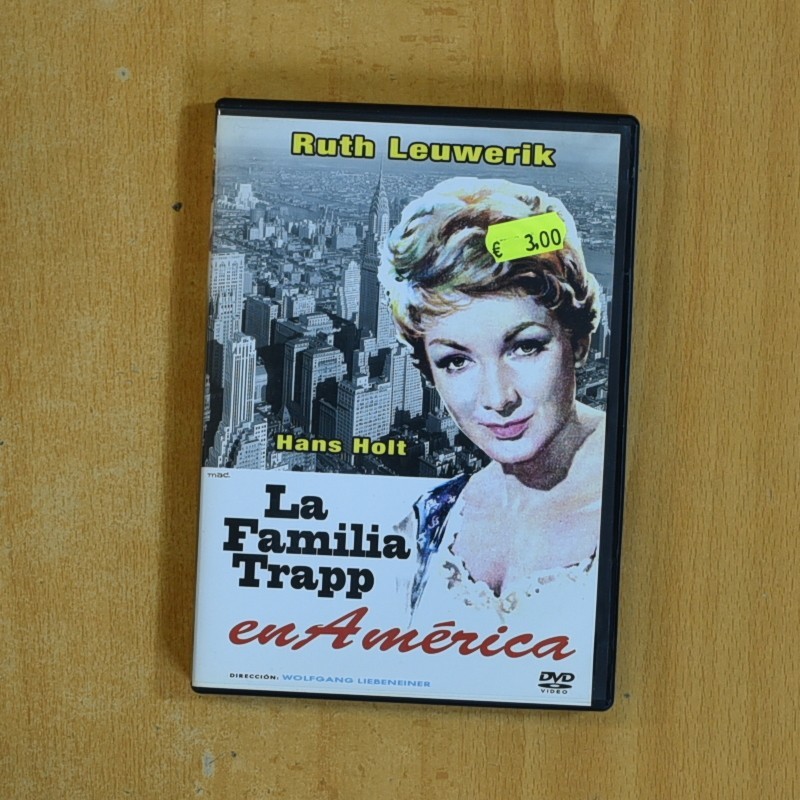 Ruth Leuwerik
€ 3,00
Hans Holt
mac
La
Familia
Trapp
en América
DIRECCIÓN: WOLFGANG LIEBENEINER
DVD
VIDEO